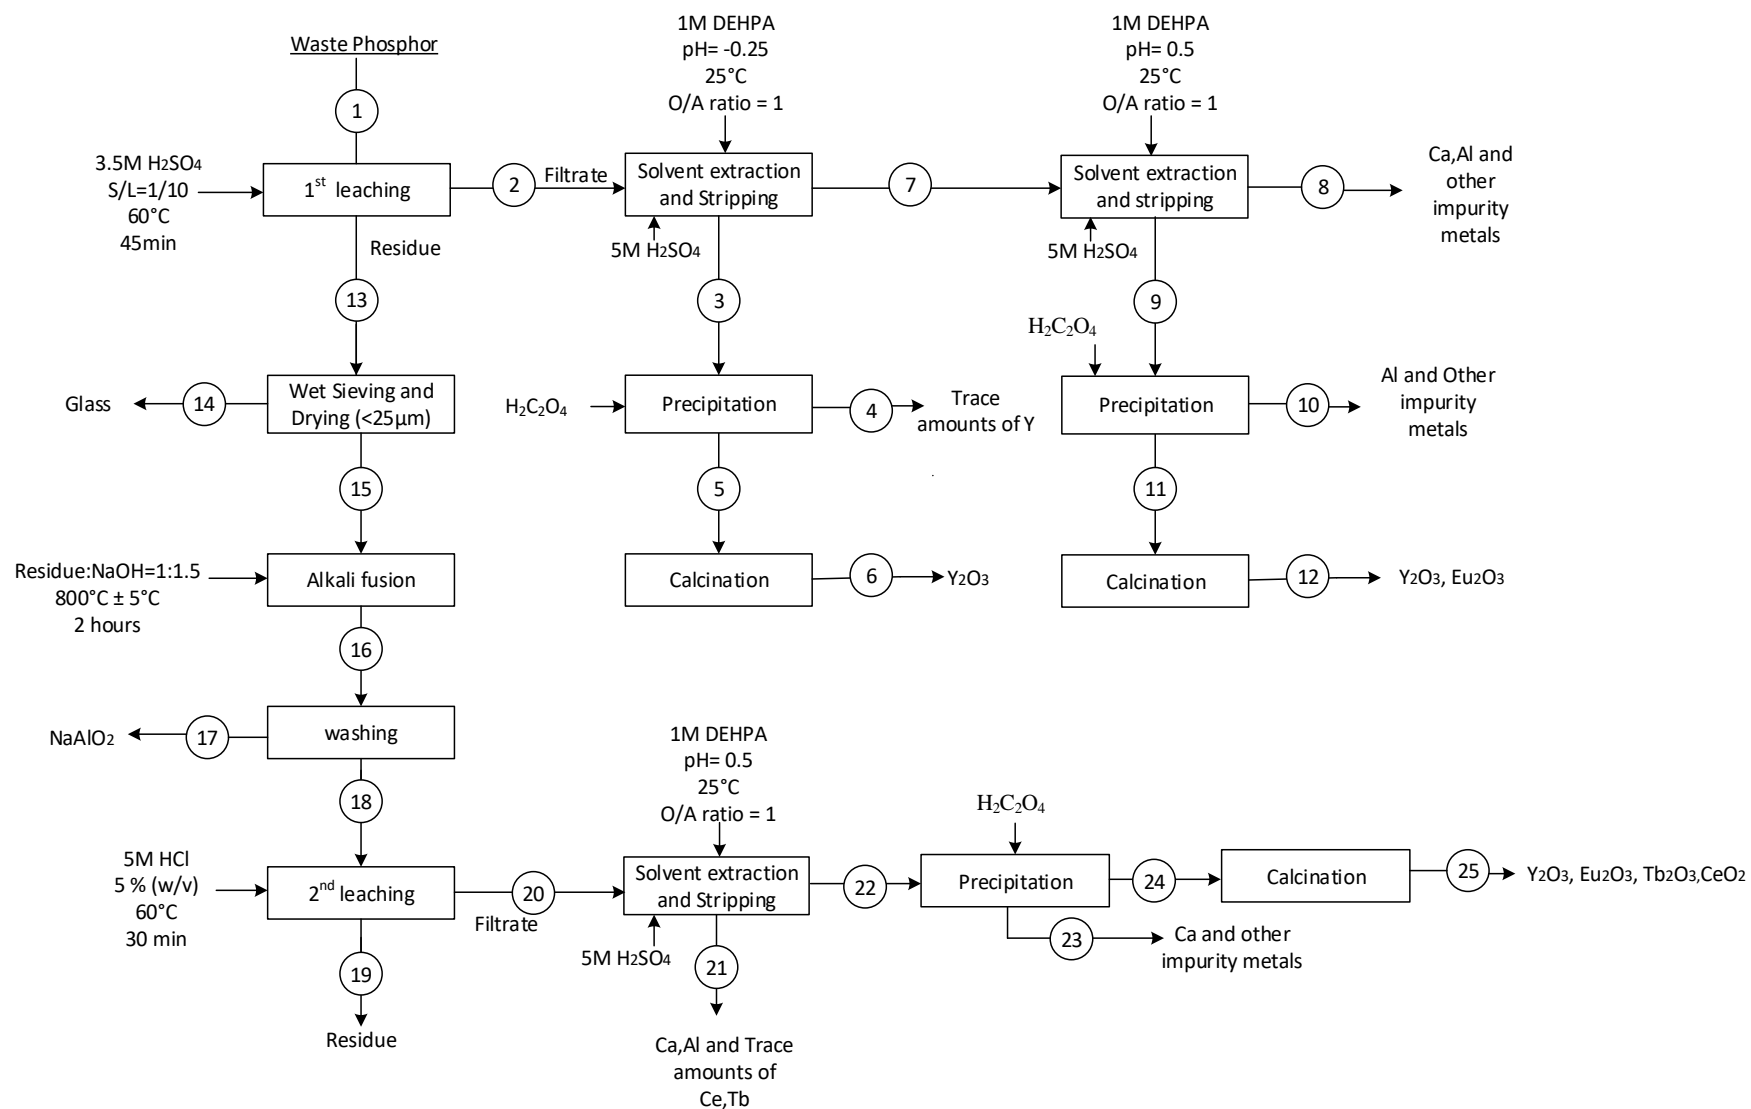 Waste Phosphor
1
3.5M H2SO4
S/L=1/10
60°C
45min
1st leaching
2
Filtrate
1M DEHPA
pH= -0.25
25°C
O/A ratio = 1
Solvent extraction
and Stripping
5M H2SO4
7
1M DEHPA
pH= 0.5
25°C
O/A ratio = 1
Solvent extraction
and stripping
5M H2SO4
8
Ca,Al and
other
impurity
metals
Residue
13
3
9
Glass
14
Wet Sieving and
Drying (<25µm)
H2C2O4
Precipitation
4
Trace
amounts of Y
H2C2O4
Precipitation
10
Al and Other
impurity
metals
15
5
11
Residue:NaOH=1:1.5
800°C ± 5°C
2 hours
Alkali fusion
Calcination
6
Y2O3
Calcination
12
Y2O3, Eu2O3
16
NaAlO2
17
washing
18
5M HCl
5 % (w/v)
60°C
30 min
2nd leaching
20
Filtrate
1M DEHPA
pH= 0.5
25°C
O/A ratio = 1
Solvent extraction
and Stripping
5M H2SO4
22
H2C2O4
Precipitation
24
Calcination
25
Y2O3, Eu2O3, Tb2O3,CeO2
23
Ca and other
impurity metals
19
Residue
21
Ca,Al and Trace
amounts of
Ce,Tb